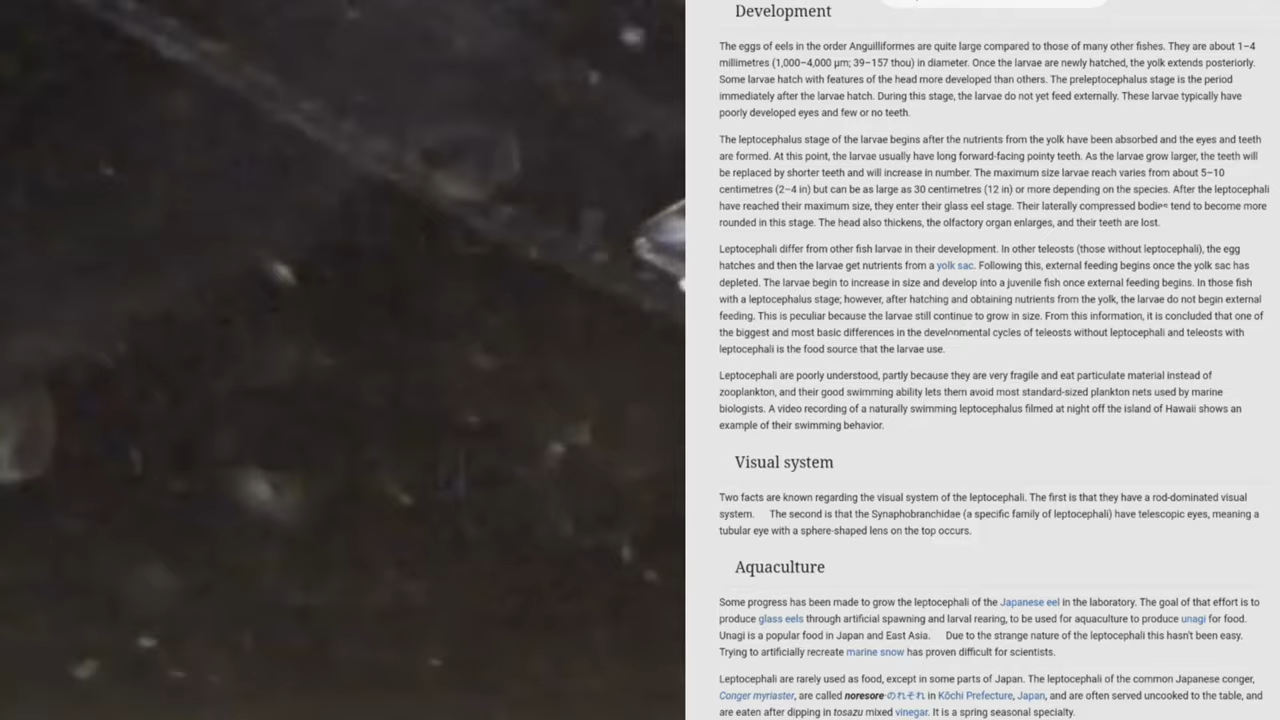 Development
The eggs of eels in the order Anguilliformes are quite large compared to those of many other fishes. They are about 1–4
millimetres (1,000–4,000 μm; 39–157 thou) in diameter. Once the larvae are newly hatched, the yolk extends posteriorly.
Some larvae hatch with features of the head more developed than others. The preleptocephalus stage is the period
immediately after the larvae hatch. During this stage, the larvae do not yet feed externally. These larvae typically have
poorly developed eyes and few or no teeth.
The leptocephalus stage of the larvae begins after the nutrients from the yolk have been absorbed and the eyes and teeth
are formed. At this point, the larvae usually have long forward-facing pointy teeth. As the larvae grow larger, the teeth will
be replaced by shorter teeth and will increase in number. The maximum size larvae reach varies from about 5–10
centimetres (2–4 in) but can be as large as 30 centimetres (12 in) or more depending on the species. After the leptocephali
have reached their maximum size, they enter their glass eel stage. Their laterally compressed bodies tend to become more
rounded in this stage. The head also thickens, the olfactory organ enlarges, and their teeth are lost.
Leptocephali differ from other fish larvae in their development. In other teleosts (those without leptocephali), the egg
hatches and then the larvae get nutrients from a yolk sac. Following this, external feeding begins once the yolk sac has
depleted. The larvae begin to increase in size and develop into a juvenile fish once external feeding begins. In those fish
with a leptocephalus stage; however, after hatching and obtaining nutrients from the yolk, the larvae do not begin external
feeding. This is peculiar because the larvae still continue to grow in size. From this information, it is concluded that one of
the biggest and most basic differences in the developmental cycles of teleosts without leptocephali and teleosts with
leptocephali is the food source that the larvae use.
Leptocephali are poorly understood, partly because they are very fragile and eat particulate material instead of
zooplankton, and their good swimming ability lets them avoid most standard-sized plankton nets used by marine
biologists. A video recording of a naturally swimming leptocephalus filmed at night off the island of Hawaii shows an
example of their swimming behavior.
Visual system
Two facts are known regarding the visual system of the leptocephali. The first is that they have a rod-dominated visual
system. The second is that the Synaphobranchidae (a specific family of leptocephali) have telescopic eyes, meaning a
tubular eye with a sphere-shaped lens on the top occurs.
Aquaculture
Some progress has been made to grow the leptocephali of the Japanese eel in the laboratory. The goal of that effort is to
produce glass eels through artificial spawning and larval rearing, to be used for aquaculture to produce unagi for food.
Unagi is a popular food in Japan and East Asia. Due to the strange nature of the leptocephali this hasn't been easy.
Trying to artificially recreate marine snow has proven difficult for scientists.
Leptocephali are rarely used as food, except in some parts of Japan. The leptocephali of the common Japanese conger,
Conger myriaster, are called noresore のれそれ in Kōchi Prefecture, Japan, and are often served uncooked to the table, and
are eaten after dipping in tosazu mixed vinegar. It is a spring seasonal specialty.